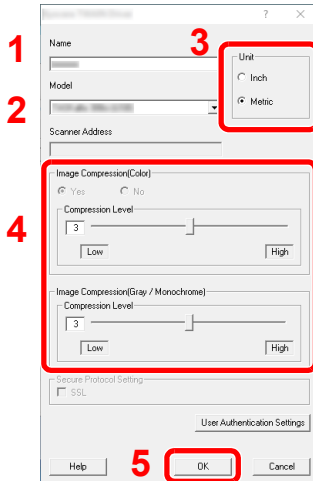 ? ×
1 Name 3
Unit
Inch
Model
Metric
2
Scanner Address
Image Compression(Color)
Yes No
Compression Level
4 3
Low High
Image Compression(Gray / Monochrome)
Compression Level
3
Low High
Secure Protocol Setting
SSL
User Authentication Settings
Help 5 OK Cancel